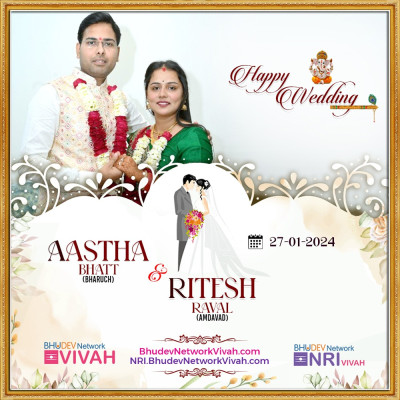 Happy
Wedding
27-01-2024
AASTHA
BHATT
(BHARUCH)
&
RITESH
RAVAL
(AMDAVAD)
BHUDEV Network
VIVAH
BhudevNetworkVivah.com
NRI.BhudevNetworkVivah.com
BHUDEV Network
NRI VIVAH